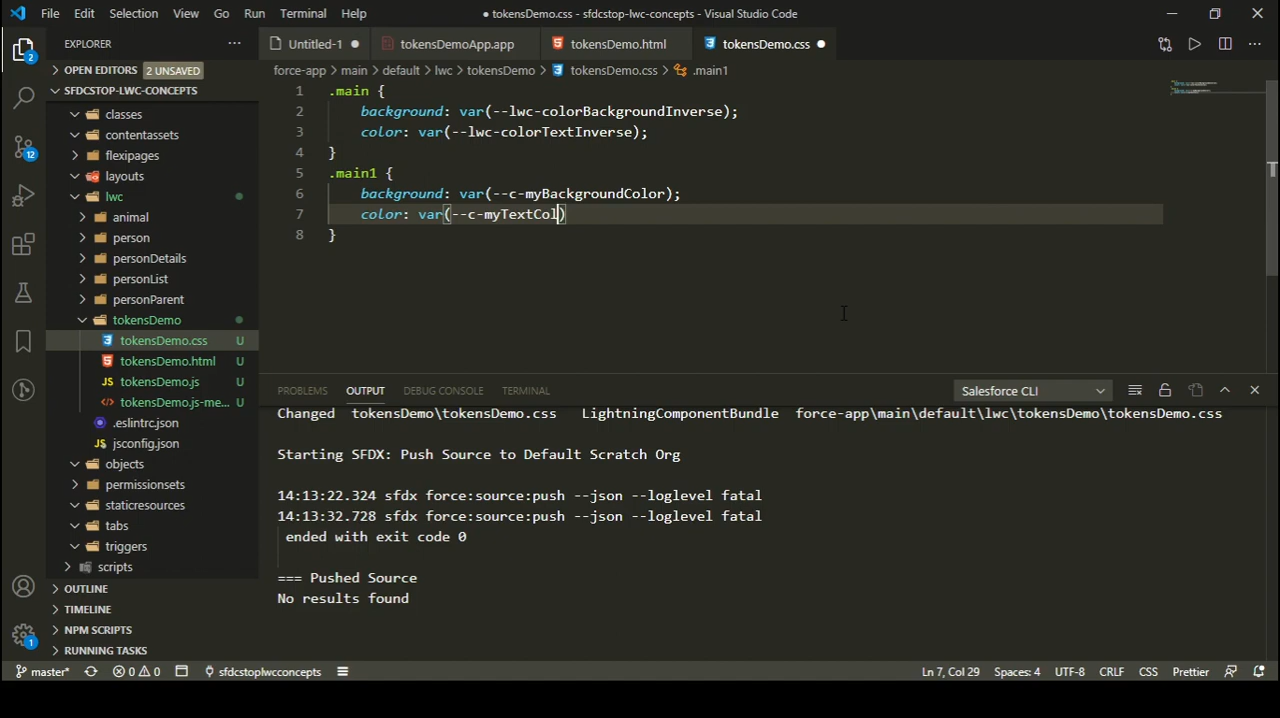 File Edit Selection View Go Run Terminal Help
● tokensDemo.css - sfdcstop-lwc-concepts - Visual Studio Code
2
12
1
EXPLORER ···
OPEN EDITORS 2 UNSAVED
SFDCSTOP-LWC-CONCEPTS
classes
contentassets
flexipages
layouts
lwc
animal
person
personDetails
personList
personParent
tokensDemo
tokensDemo.css U
tokensDemo.html U
JS tokensDemo.js U
tokensDemo.js-me... U
.eslintrc.json
JS jsconfig.json
objects
permissionsets
staticresources
tabs
triggers
scripts
OUTLINE
TIMELINE
NPM SCRIPTS
RUNNING TASKS
Untitled-1 ● tokensDemoApp.app tokensDemo.html tokensDemo.css ●
force-app > main > default > lwc > tokensDemo > tokensDemo.css > .main1
1 .main {
2 background: var(--lwc-colorBackgroundInverse);
3 color: var(--lwc-colorTextInverse);
4 }
5 .main1 {
6 background: var(--c-myBackgroundColor);
7 color: var(--c-myTextCol)
8 }
PROBLEMS OUTPUT DEBUG CONSOLE TERMINAL Salesforce CLI
Changed tokensDemo\tokensDemo.css LightningComponentBundle force-app\main\default\lwc\tokensDemo\tokensDemo.css
Starting SFDX: Push Source to Default Scratch Org
14:13:22.324 sfdx force:source:push --json --loglevel fatal
14:13:32.728 sfdx force:source:push --json --loglevel fatal
ended with exit code 0
=== Pushed Source
No results found
master* 0 0 sfdcstoplwcconcepts Ln 7, Col 29 Spaces: 4 UTF-8 CRLF CSS Prettier